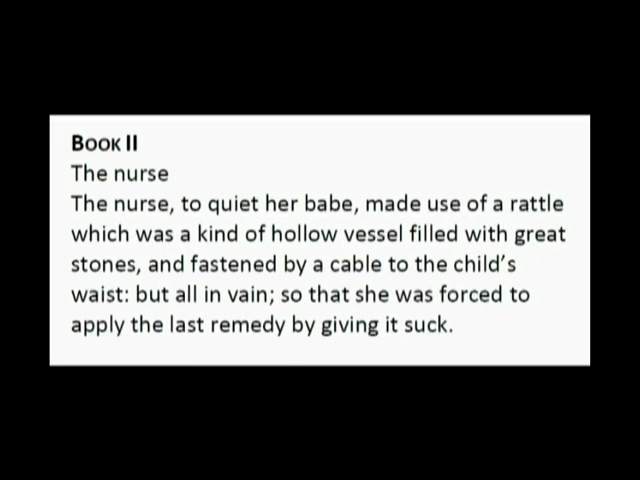 BOOK II
The nurse
The nurse, to quiet her babe, made use of a rattle
which was a kind of hollow vessel filled with great
stones, and fastened by a cable to the child’s
waist: but all in vain; so that she was forced to
apply the last remedy by giving it suck.